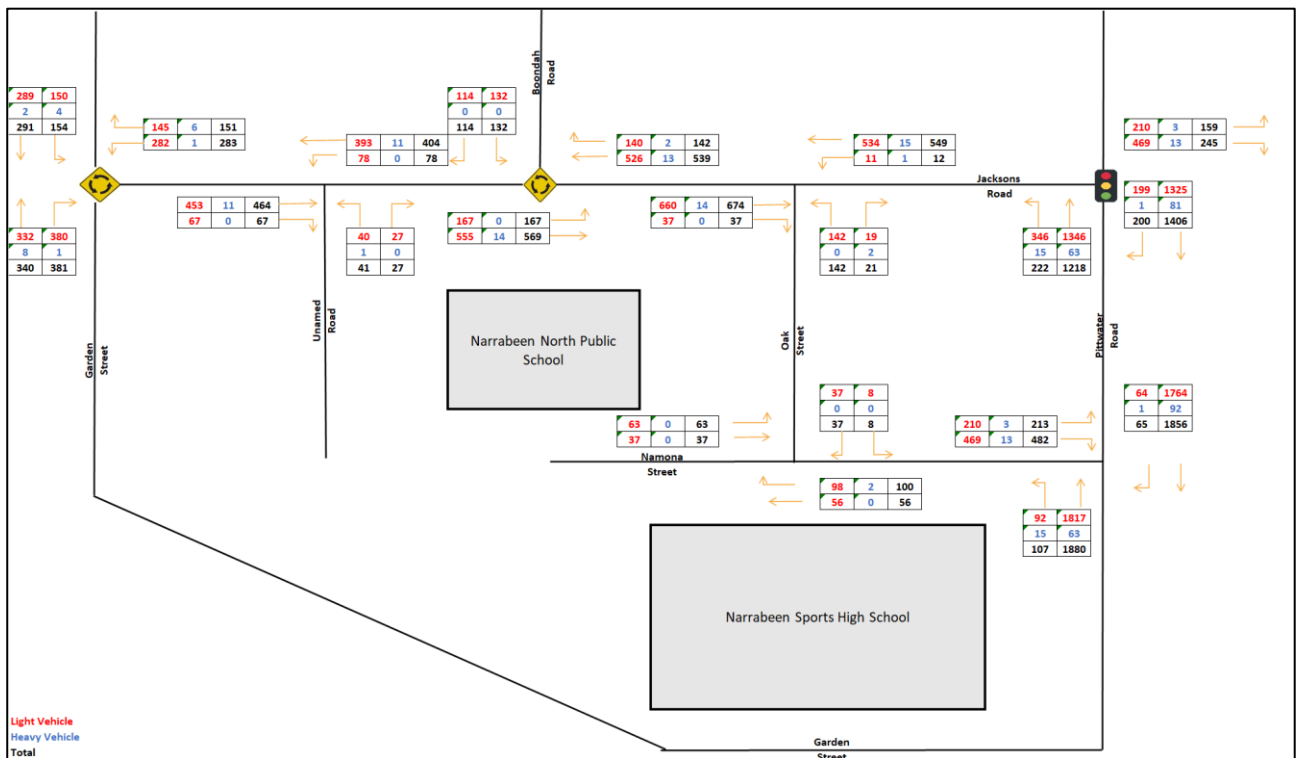 Boondah
Road
289 150
2 4
291 154
114 132
0 0
114 132
145 6 151
282 1 283
393 11 404
78 0 78
140 2 142
526 13 539
534 15 549
11 1 12
210 3 159
469 13 245
Jacksons
Road
199 1325
1 81
200 1406
453 11 464
67 0 67
167 0 167
555 14 569
660 14 674
37 0 37
332 380
8 1
340 381
40 27
1 0
41 27
142 19
0 2
142 21
346 1346
15 63
222 1218
Garden
Street
Unamed
Road
Narrabeen North Public
School
Oak
Street
Pittwater
Road
37 8
0 0
37 8
64 1764
1 92
65 1856
63 0 63
37 0 37
210 3 213
469 13 482
Namona
Street
98 2 100
56 0 56
92 1817
15 63
107 1880
Narrabeen Sports High School
Light Vehicle
Heavy Vehicle
Total
Garden
Street